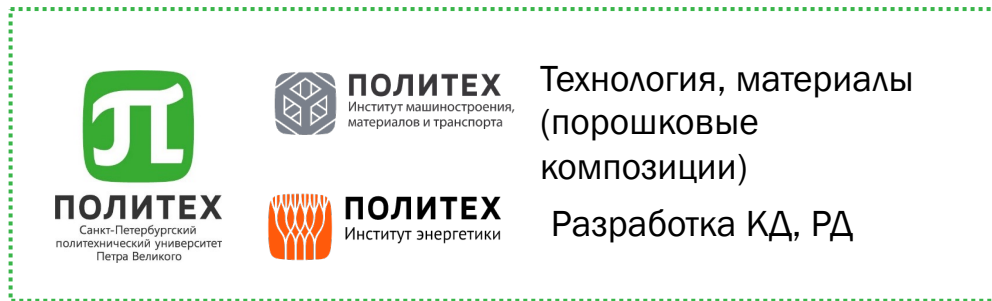 ПОЛИТЕХ
Санкт-Петербургский
политехнический университет
Петра Великого
ПОЛИТЕХ
Институт машиностроения,
материалов и транспорта
Технология, материалы
(порошковые
композиции)
ПОЛИТЕХ
Институт энергетики
Разработка КД, РД